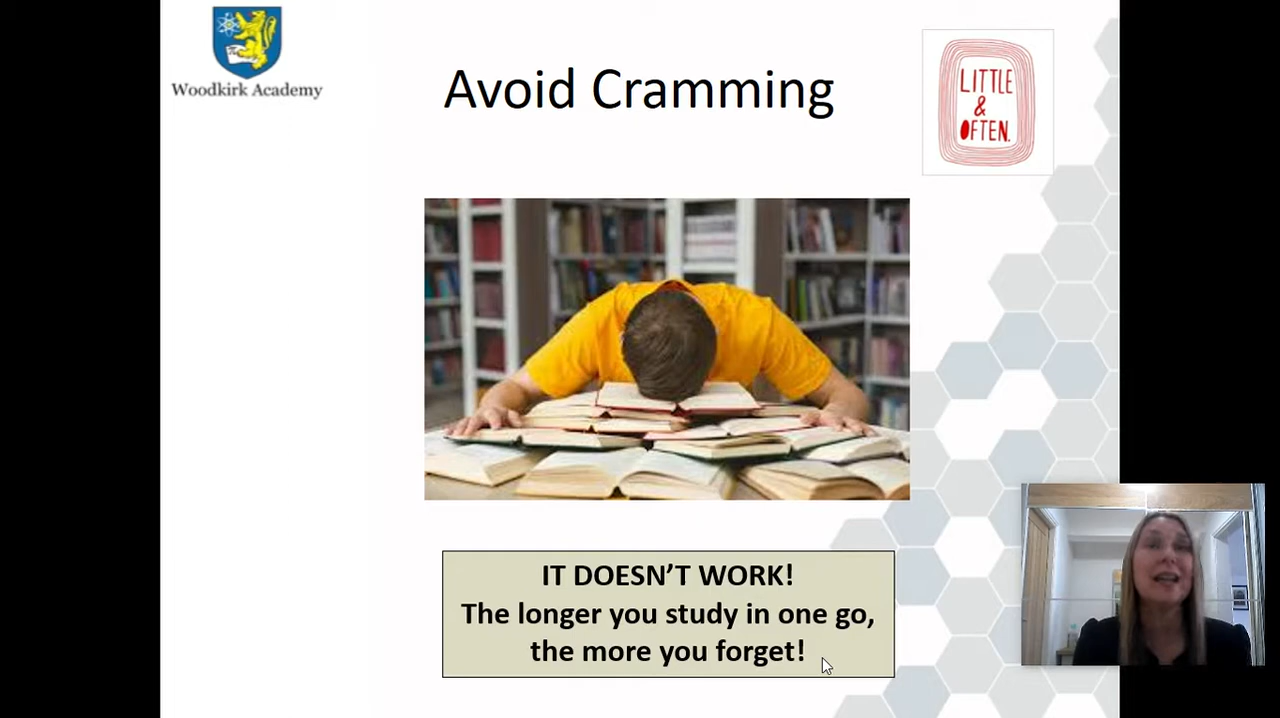 Woodkirk Academy
Avoid Cramming
LITTLE
&
OFTEN.
IT DOESN'T WORK!
The longer you study in one go,
the more you forget!